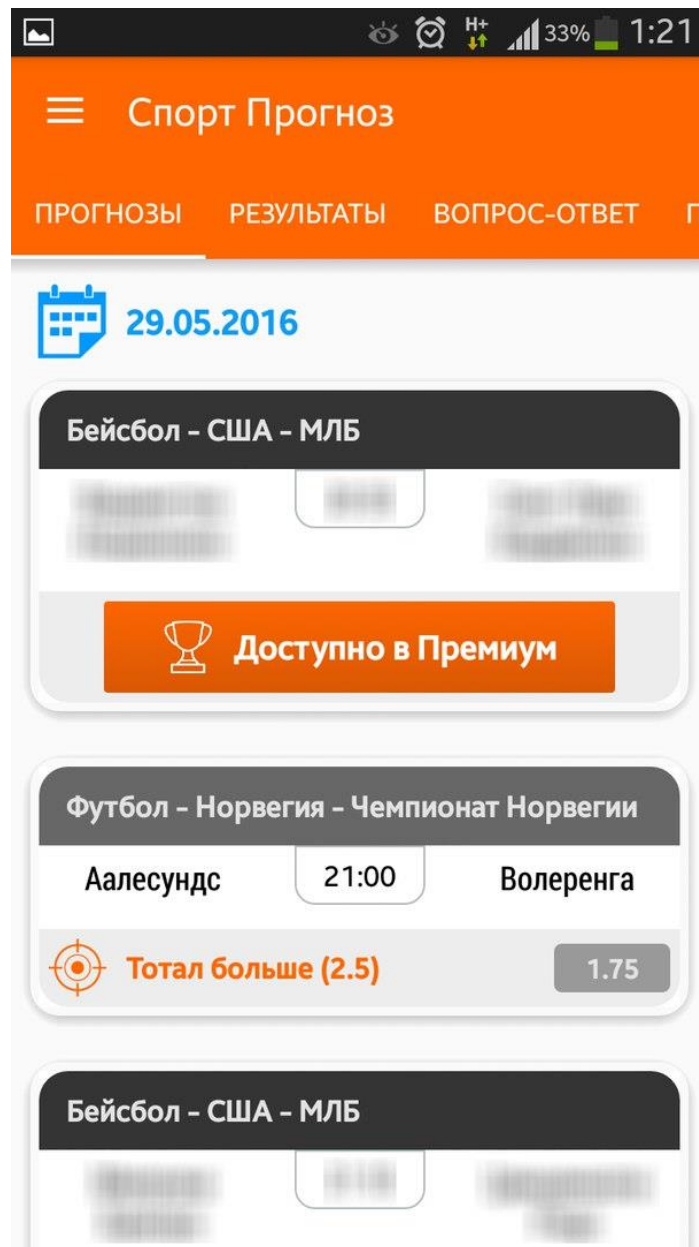 H+ 33% 1:21
Спорт Прогноз
ПРОГНОЗЫ РЕЗУЛЬТАТЫ ВОПРОС-ОТВЕТ
29.05.2016
Бейсбол - США - МЛБ
Доступно в Премиум
Футбол - Норвегия - Чемпионат Норвегии
Аалесундс 21:00 Волеренга
Тотал больше (2.5) 1.75
Бейсбол - США - МЛБ